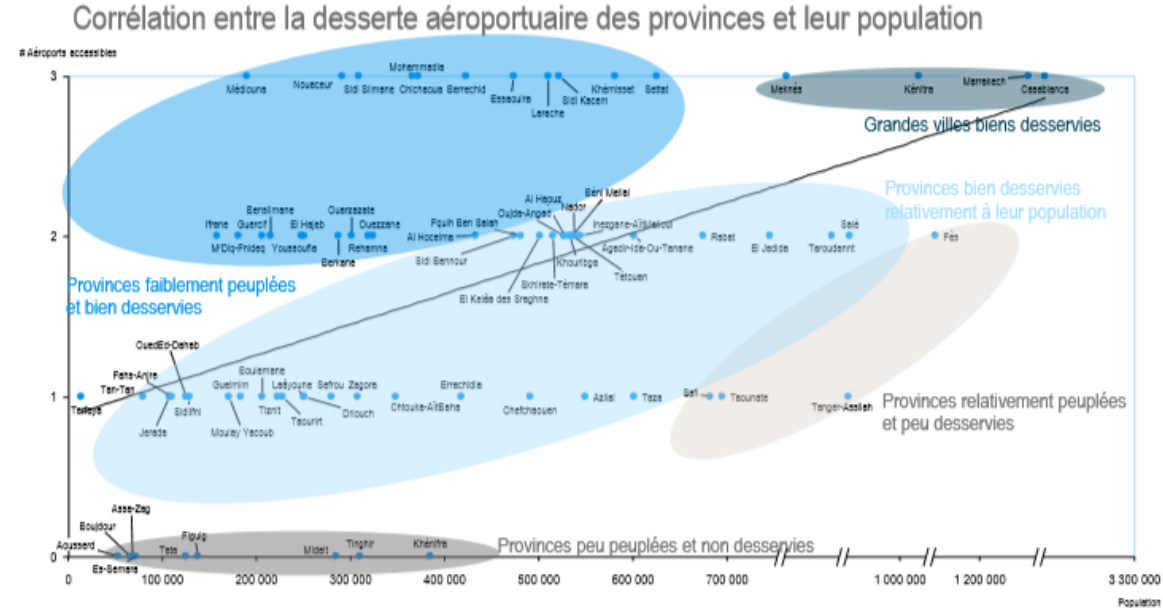 Corrélation entre la desserte aéroportuaire des provinces et leur population
# Aéroports accessibles
3
Médiouna
Nouaceur
Sidi Slimane
Mohammadia
Chichaoua
Berrechid
Essaouira
Larache
Sidi Kacem
Khémisset
Settat
Meknès
Kénitra
Marrakech
Casablanca
Grandes villes biens desservies
Provinces bien desservies
relativement à leur population
2
Ifrane
M'Diq-Fnideq
Guercif
Benslimane
Youssoufia
El Hajeb
Berkane
Ouarzazate
Rehamna
Ouezzane
Al Hoceima
Fquih Ben Salah
Sidi Bennour
El Kelâa des Sraghna
Oujda-Angad
Skhirate-Témara
Al Haouz
Khouribga
Nador
Béni Mellal
Tétouan
Inezgane-AïtMelloul
Agadir-Ida-Ou-Tanane
Rabat
El Jadida
Taroudannt
Salé
Fès
Provinces faiblement peuplées
et bien desservies
1
Tarfaya
Tan-Tan
Fahs-Anjra
Jerada
OuedEd-Dahab
Sidi Ifni
Guelmim
Moulay Yacoub
Boulemane
Tiznit
Laâyoune
Taourirt
Sefrou
Driouch
Zagora
Chtouka-AïtBaha
Errachidia
Chefchaouen
Azilal
Taza
Safi
Taounate
Tanger-Assilah
Provinces relativement peuplées
et peu desservies
0
Aousserd
Boujdour
Es-Semara
Assa-Zag
Tata
Figuig
Midelt
Tinghir
Khénifra
Provinces peu peuplées et non desservies
0
100 000
200 000
300 000
400 000
500 000
600 000
700 000
1 000 000
1 200 000
3 300 000
Population